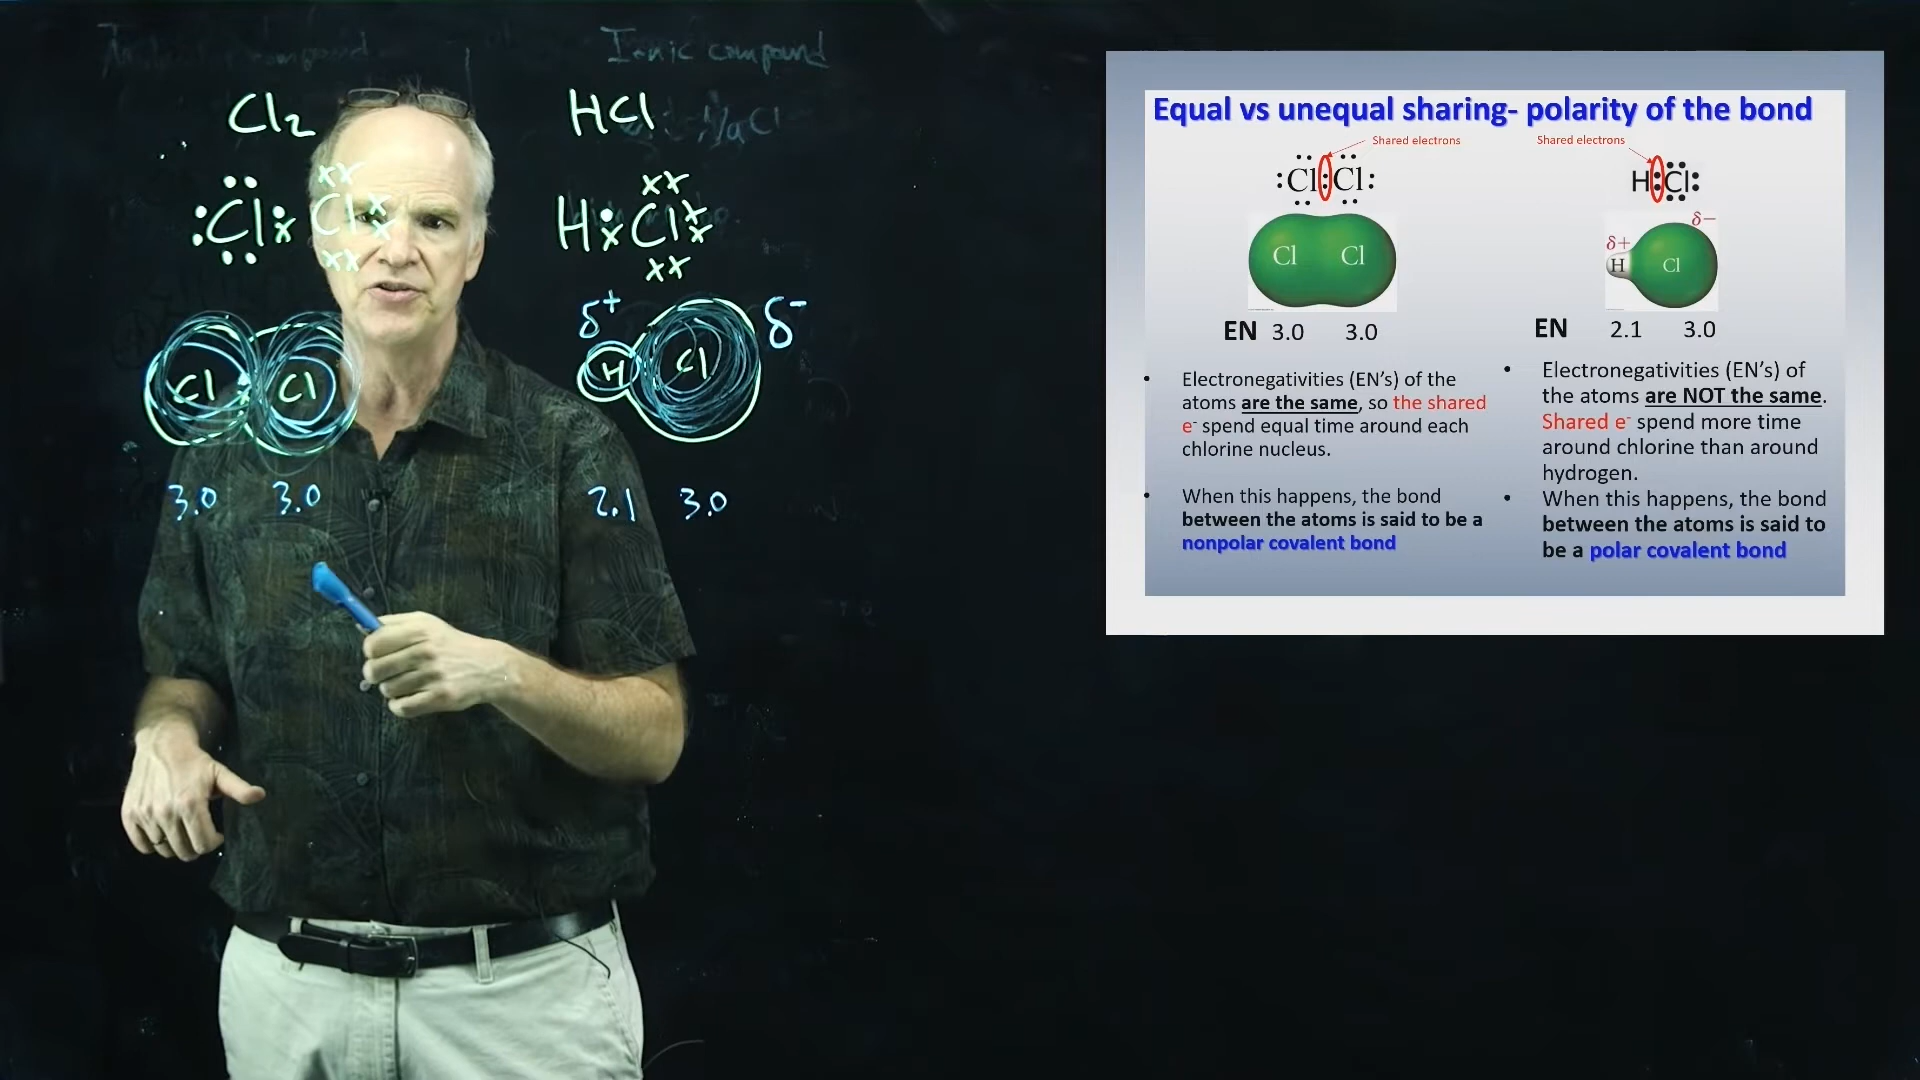 Ionic compound
Cl2
HCl
NaCl
Cl Cl
H Cl
δ+ δ-
Cl Cl
H Cl
3.0 3.0
2.1 3.0
Equal vs unequal sharing- polarity of the bond
Shared electrons
Shared electrons
:Cl:Cl:
H:Cl:
Cl Cl
δ+ δ−
H Cl
EN 3.0 3.0
EN 2.1 3.0
• Electronegativities (EN’s) of the
atoms are the same, so the shared
e- spend equal time around each
chlorine nucleus.
• When this happens, the bond
between the atoms is said to be a
nonpolar covalent bond
• Electronegativities (EN’s) of
the atoms are NOT the same.
Shared e- spend more time
around chlorine than around
hydrogen.
• When this happens, the bond
between the atoms is said to
be a polar covalent bond